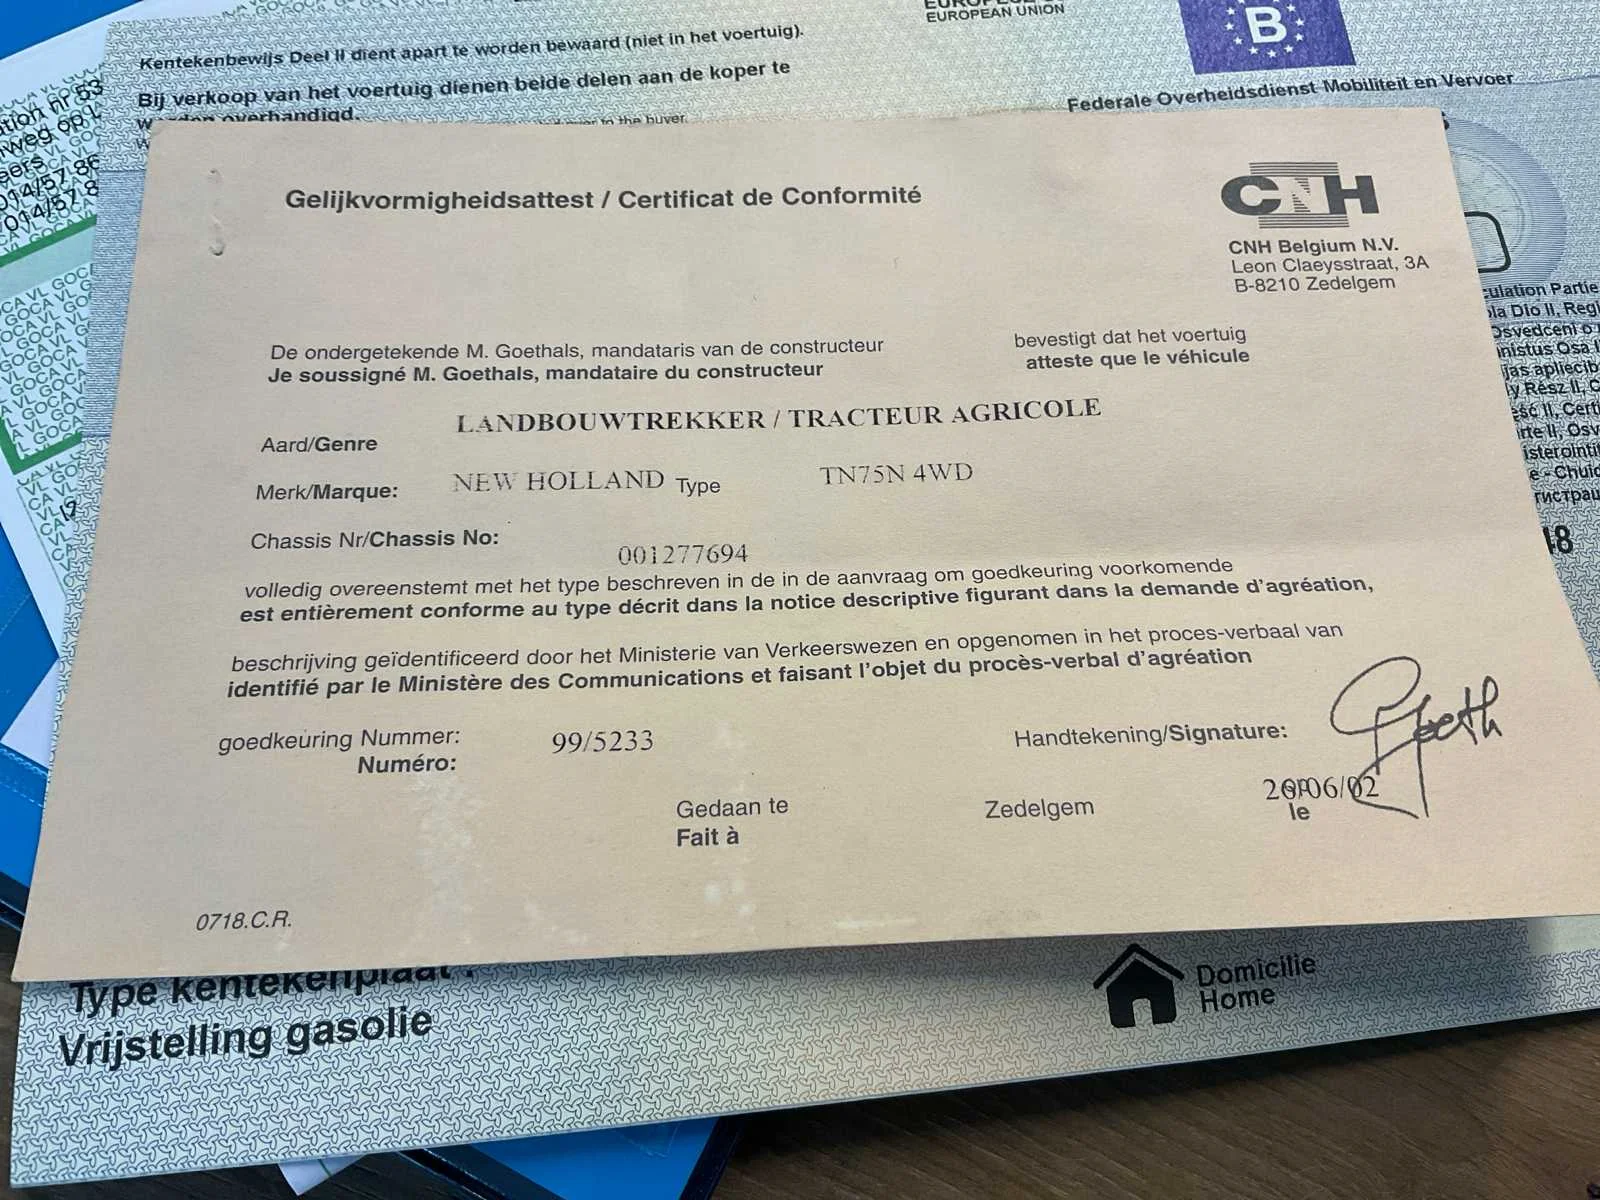 EUROPEAN UNION
B
Kentekenbewijs Deel II dient apart te worden bewaard (niet in het voertuig).
Bij verkoop van het voertuig dienen beide delen aan de koper te
worden overhandigd.
to the buyer.
Federale Overheidsdienst Mobiliteit en Vervoer
Gelijkvormigheidsattest / Certificat de Conformité
CNH
CNH Belgium N.V.
Leon Claeysstraat, 3A
B-8210 Zedelgem
De ondergetekende M. Goethals, mandataris van de constructeur bevestigt dat het voertuig
Je soussigné M. Goethals, mandataire du constructeur atteste que le véhicule
Aard/Genre LANDBOUWTREKKER / TRACTEUR AGRICOLE
Merk/Marque: NEW HOLLAND Type TN75N 4WD
Chassis Nr/Chassis No: 001277694
volledig overeenstemt met het type beschreven in de in de aanvraag om goedkeuring voorkomende
est entièrement conforme au type décrit dans la notice descriptive figurant dans la demande d'agréation,
beschrijving geïdentificeerd door het Ministerie van Verkeerswezen en opgenomen in het proces-verbaal van
identifié par le Ministère des Communications et faisant l'objet du procès-verbal d'agréation
goedkeuring Nummer: 99/5233 Handtekening/Signature:
Numéro:
Gedaan te Zedelgem
Fait à le
0718.C.R.
Type kentekenplaat :
Vrijstelling gasolie
Domicilie
Home